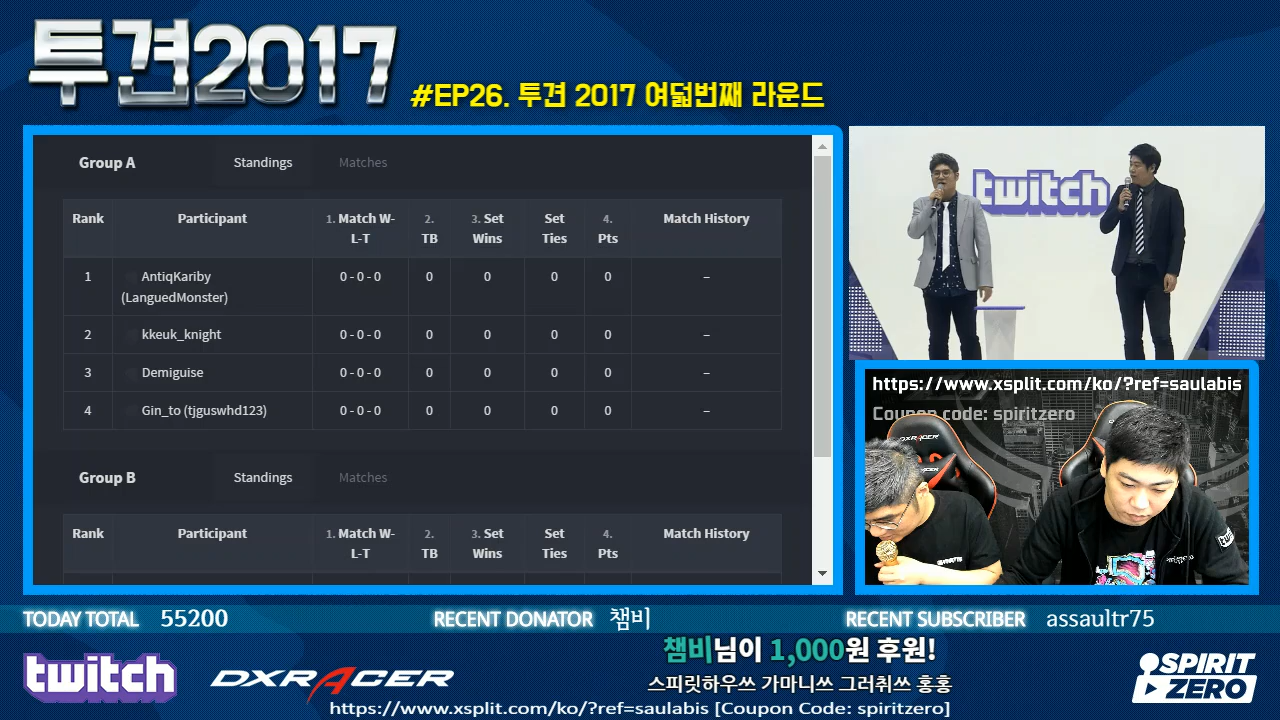 투견2017
#EP26. 투견 2017 여덟번째 라운드
Group A Standings Matches
Rank Participant 1. Match W-L-T 2. TB 3. Set Wins Set Ties 4. Pts Match History
1 AntiqKariby (LanguedMonster) 0 - 0 - 0 0 0 0 0 –
2 kkeuk_knight 0 - 0 - 0 0 0 0 0 –
3 Demiguise 0 - 0 - 0 0 0 0 0 –
4 Gin_to (tjguswhd123) 0 - 0 - 0 0 0 0 0 –
Group B Standings Matches
Rank Participant 1. Match W-L-T 2. TB 3. Set Wins Set Ties 4. Pts Match History
twitch
https://www.xsplit.com/ko/?ref=saulabis
Coupon code: spiritzero
DXRACER
TODAY TOTAL 55200 RECENT DONATOR 챔비 RECENT SUBSCRIBER assaultr75
챔비님이 1,000원 후원!
스피릿하우쓰 가마니쓰 그러춰쓰 홍홍
twitch DXRACER
https://www.xsplit.com/ko/?ref=saulabis [Coupon Code: spiritzero]
SPIRIT
ZERO